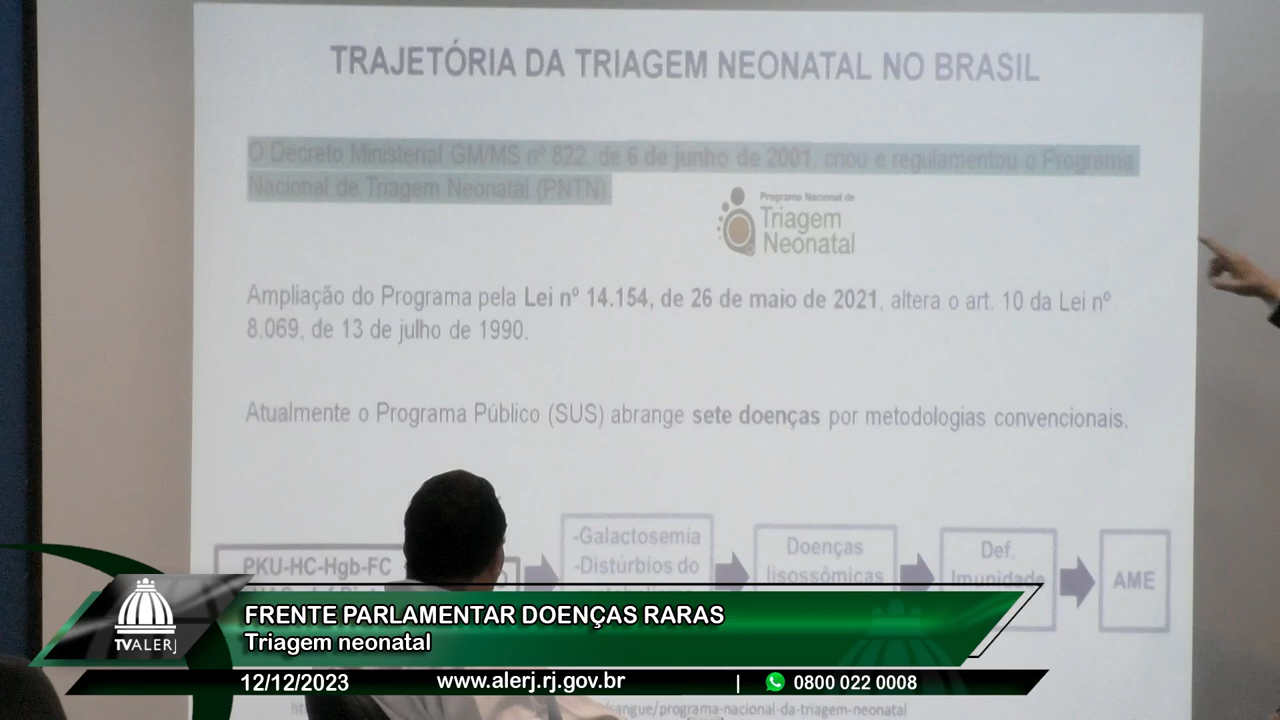 TRAJETÓRIA DA TRIAGEM NEONATAL NO BRASIL
O Decreto Ministerial GM/MS nº 822, de 6 de junho de 2001, criou e regulamentou o Programa
Nacional de Triagem Neonatal (PNTN).
Programa Nacional de
Triagem
Neonatal
Ampliação do Programa pela Lei nº 14.154, de 26 de maio de 2021, altera o art. 10 da Lei nº
8.069, de 13 de julho de 1990.
Atualmente o Programa Público (SUS) abrange sete doenças por metodologias convencionais.
PKU-HC-Hgb-FC
-Galactosemia
-Distúrbios do
Doenças
lisossômicas
Def.
Imunidade
AME
FRENTE PARLAMENTAR DOENÇAS RARAS
Triagem neonatal
TVALERJ
12/12/2023 www.alerj.rj.gov.br | 0800 022 0008
sangue/programa-nacional-da-triagem-neonatal